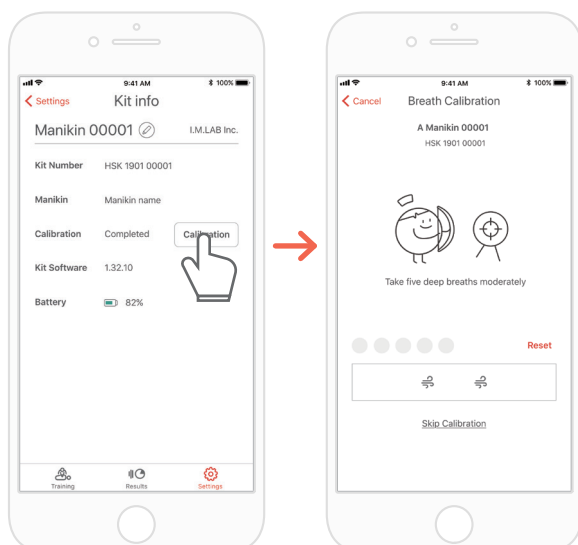 9:41 AM
100%
Settings
Kit info
Manikin 00001
I.M.LAB Inc.
Kit Number
HSK 1901 00001
Manikin
Manikin name
Calibration
Completed
Calibration
Kit Software
1.32.10
Battery
82%
Training
Results
Settings
9:41 AM
100%
Cancel
Breath Calibration
A Manikin 00001
HSK 1901 00001
Take five deep breaths moderately
Reset
Skip Calibration